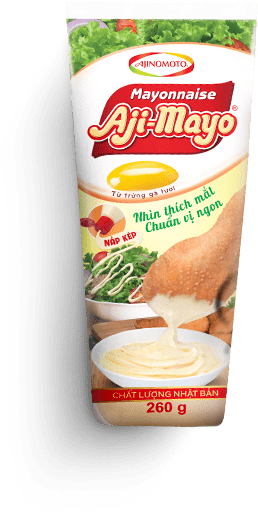 AJINOMOTO
Mayonnaise
Aji-Mayo®
Từ trứng gà tươi
Nhìn thích mắt
Chuẩn vị ngon
NẮP KÉP
CHẤT LƯỢNG NHẬT BẢN
260 g